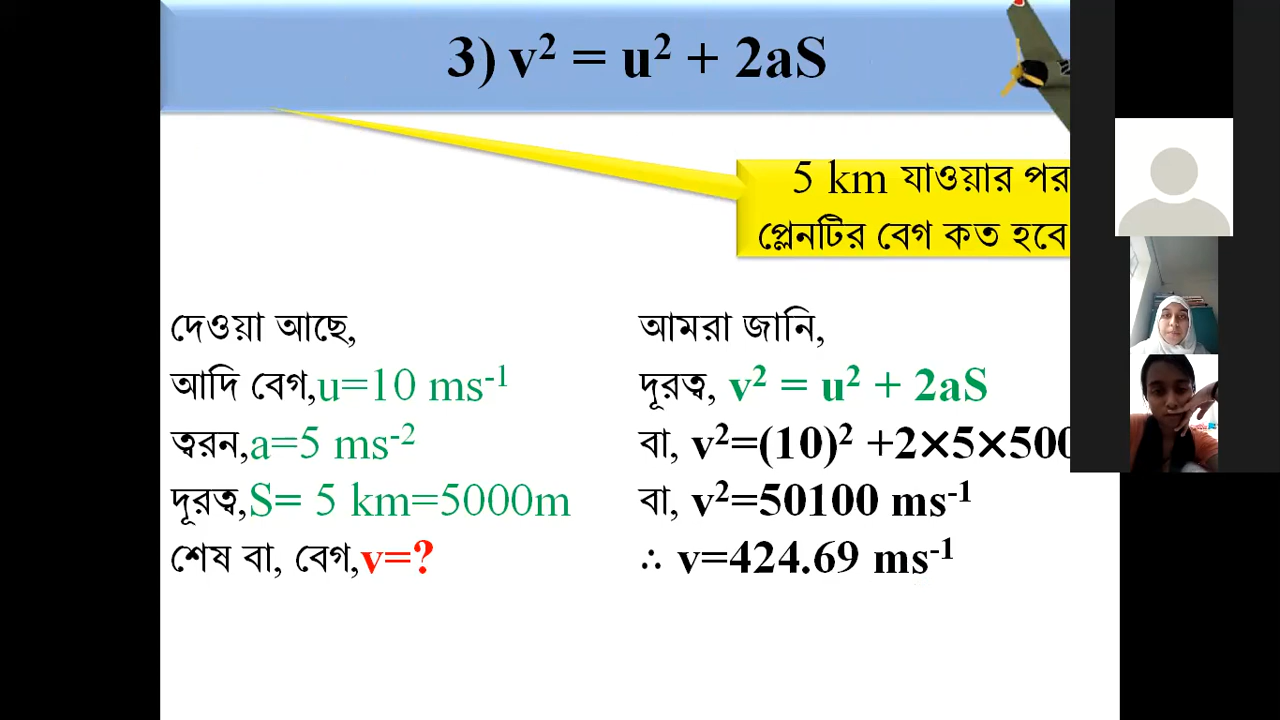 3) v² = u² + 2aS
5 km যাওয়ার পর
প্লেনটির বেগ কত হবে
দেওয়া আছে,
আদি বেগ,u=10 ms⁻¹
ত্বরন,a=5 ms⁻²
দূরত্ব,S= 5 km=5000m
শেষ বা, বেগ,v=?
আমরা জানি,
দূরত্ব, v² = u² + 2aS
বা, v²=(10)² +2×5×500
বা, v²=50100 ms⁻¹
∴ v=424.69 ms⁻¹